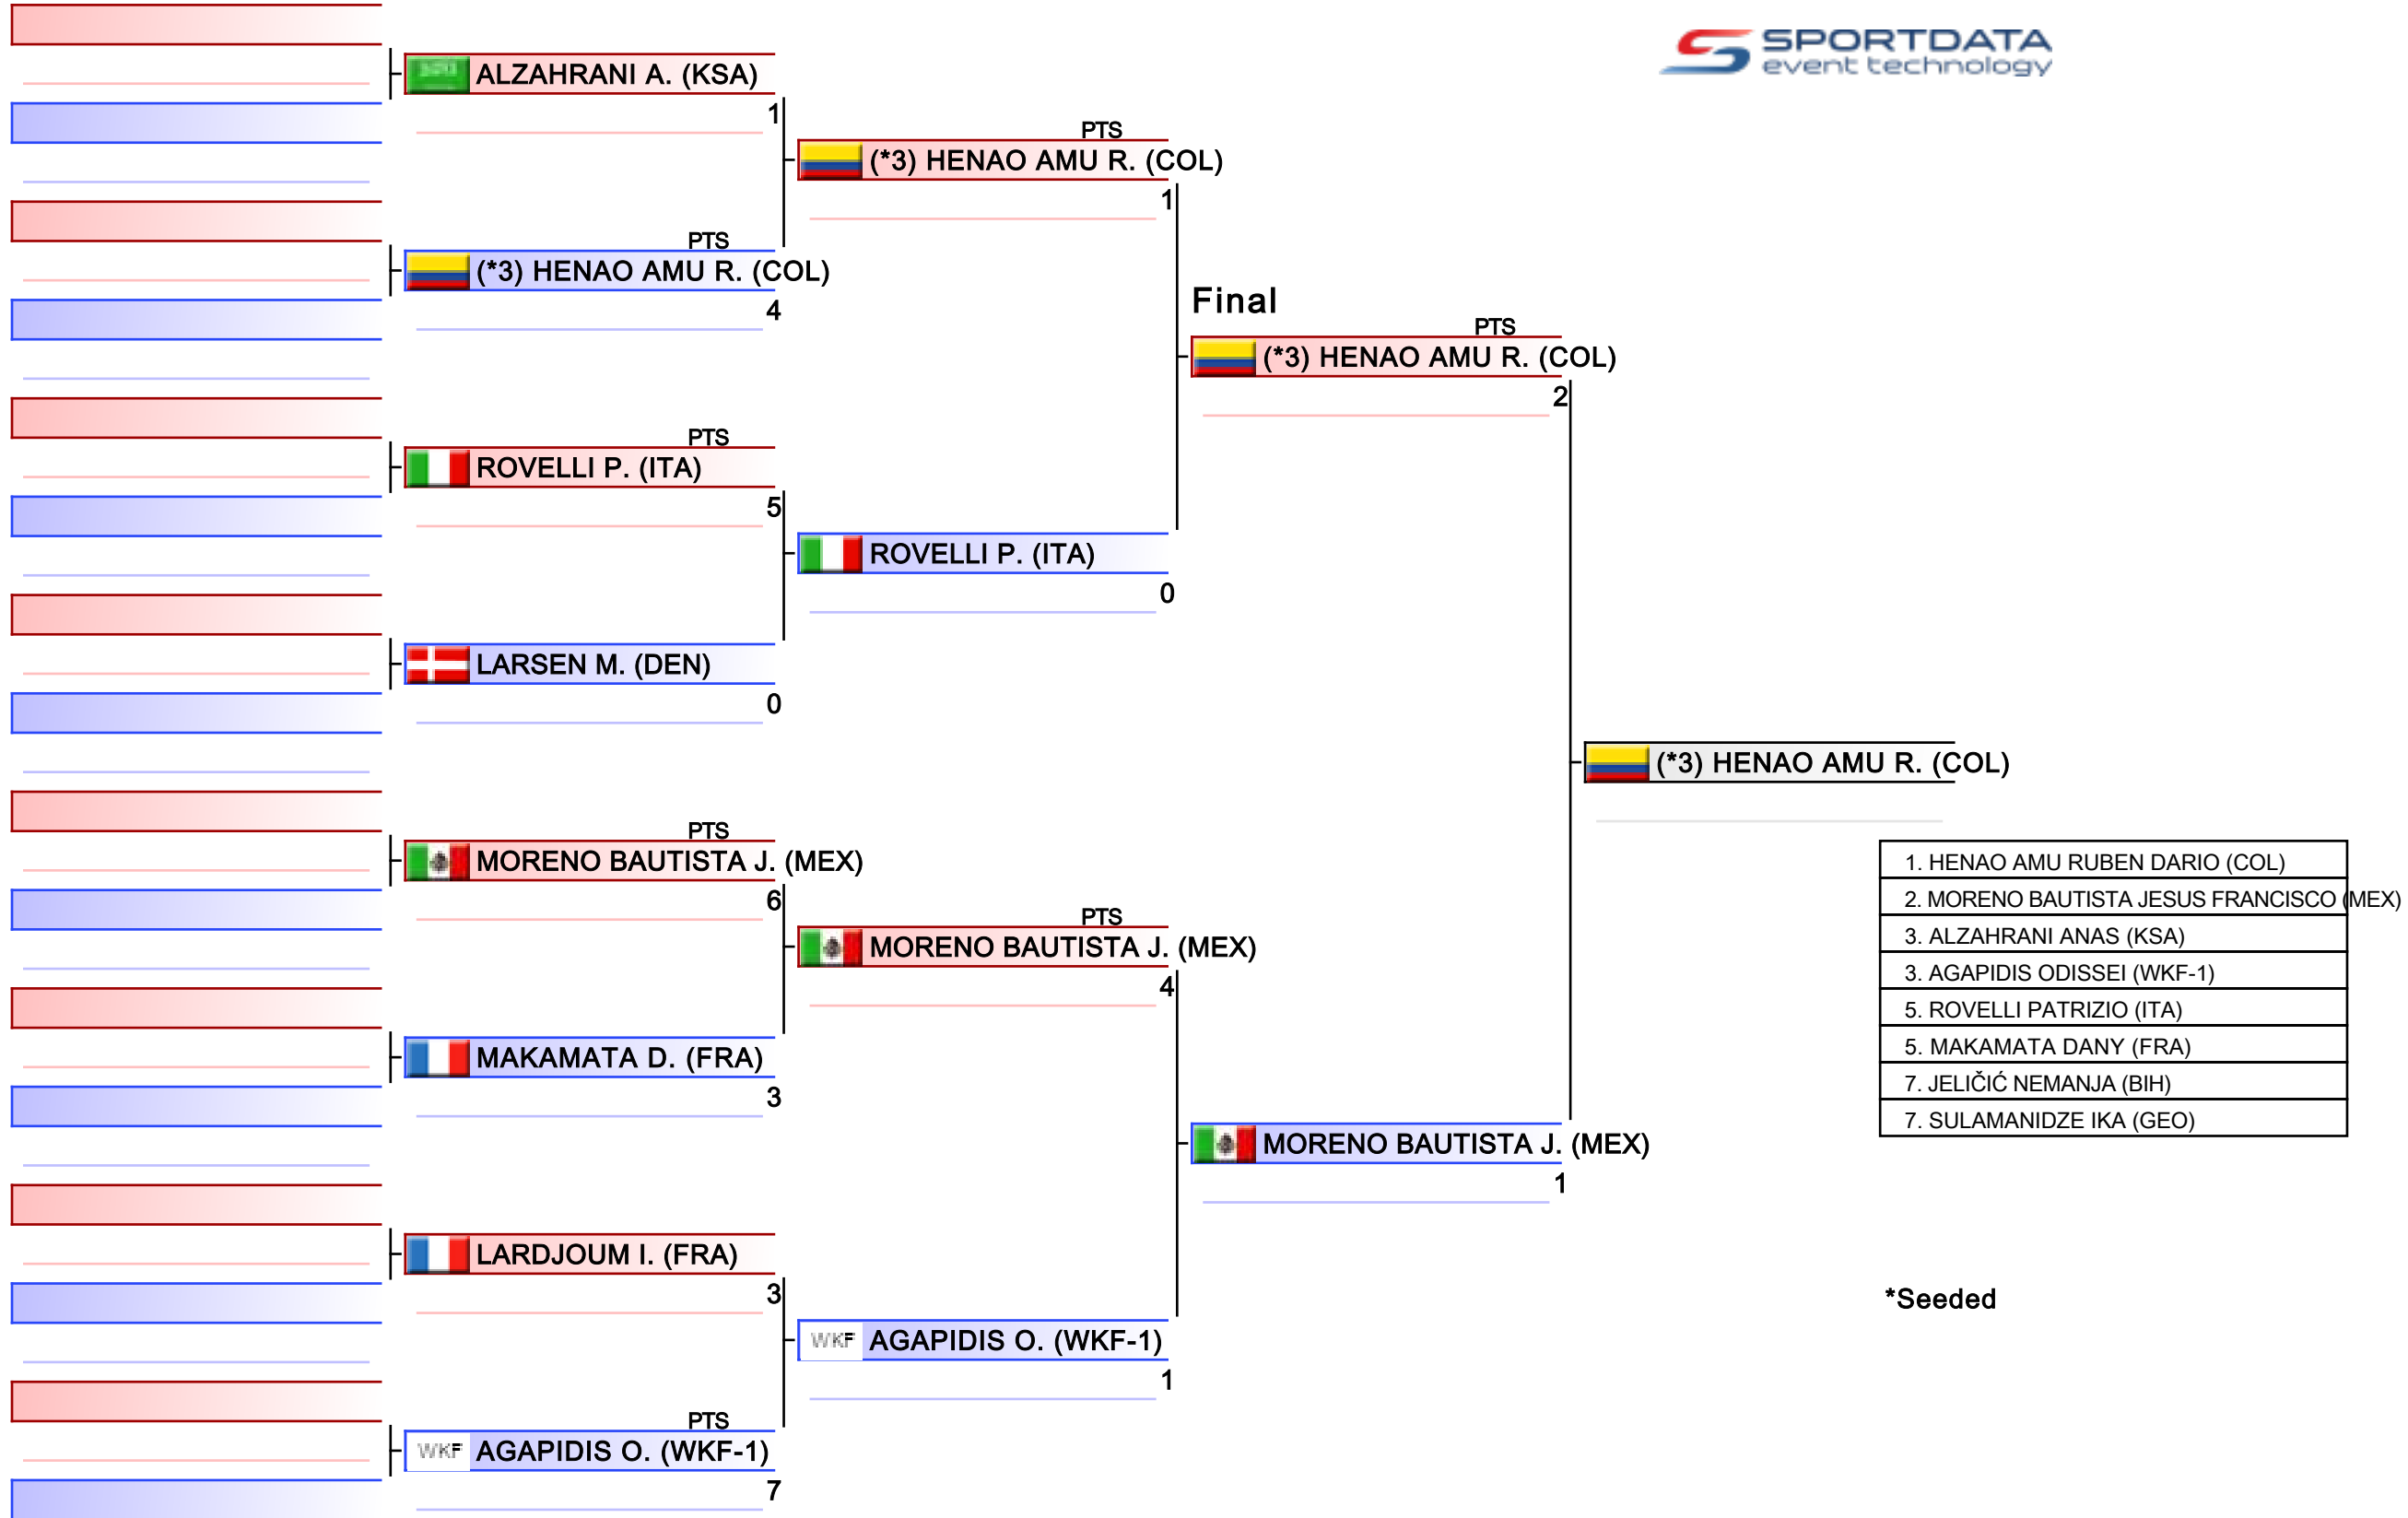 SPORTDATA
event technology
ALZAHRANI A. (KSA)
1
PTS
(*3) HENAO AMU R. (COL)
1
PTS
(*3) HENAO AMU R. (COL)
4
Final
PTS
(*3) HENAO AMU R. (COL)
2
PTS
ROVELLI P. (ITA)
5
ROVELLI P. (ITA)
0
LARSEN M. (DEN)
0
(*3) HENAO AMU R. (COL)
PTS
MORENO BAUTISTA J. (MEX)
6
PTS
MORENO BAUTISTA J. (MEX)
4
MAKAMATA D. (FRA)
3
MORENO BAUTISTA J. (MEX)
1
LARDJOUM I. (FRA)
3
WKF AGAPIDIS O. (WKF-1)
1
PTS
WKF AGAPIDIS O. (WKF-1)
7
1. HENAO AMU RUBEN DARIO (COL)
2. MORENO BAUTISTA JESUS FRANCISCO (MEX)
3. ALZAHRANI ANAS (KSA)
3. AGAPIDIS ODISSEI (WKF-1)
5. ROVELLI PATRIZIO (ITA)
5. MAKAMATA DANY (FRA)
7. JELIČIĆ NEMANJA (BIH)
7. SULAMANIDZE IKA (GEO)
*Seeded